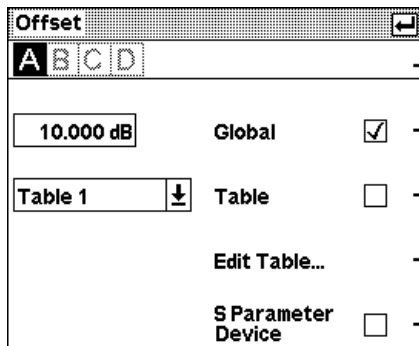 Offset
A B C D
10.000 dB Global
Table 1 Table
Edit Table...
S Parameter
Device